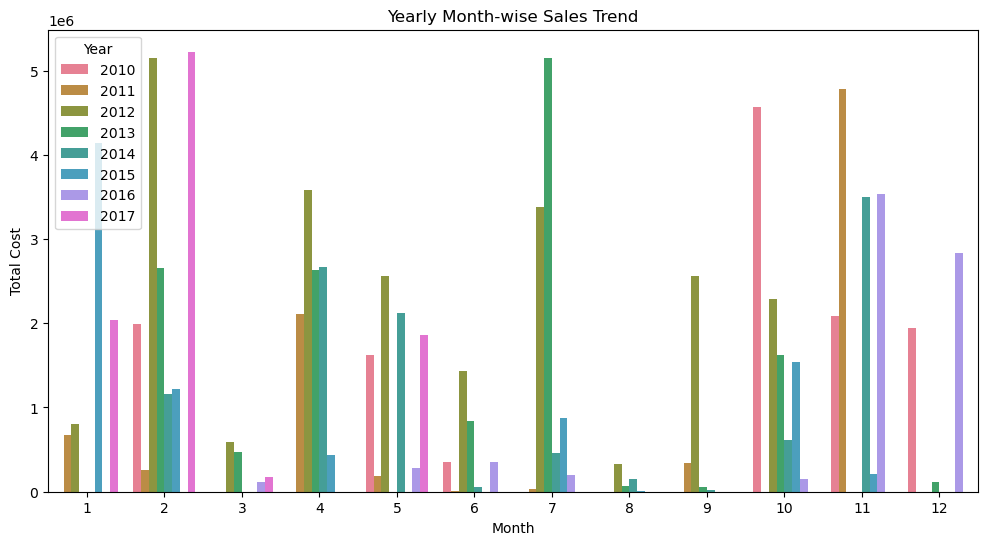 Yearly Month-wise Sales Trend
1e6
Year
2010
2011
2012
2013
2014
2015
2016
2017
5
4
3
2
1
0
Total Cost
1 2 3 4 5 6 7 8 9 10 11 12
Month